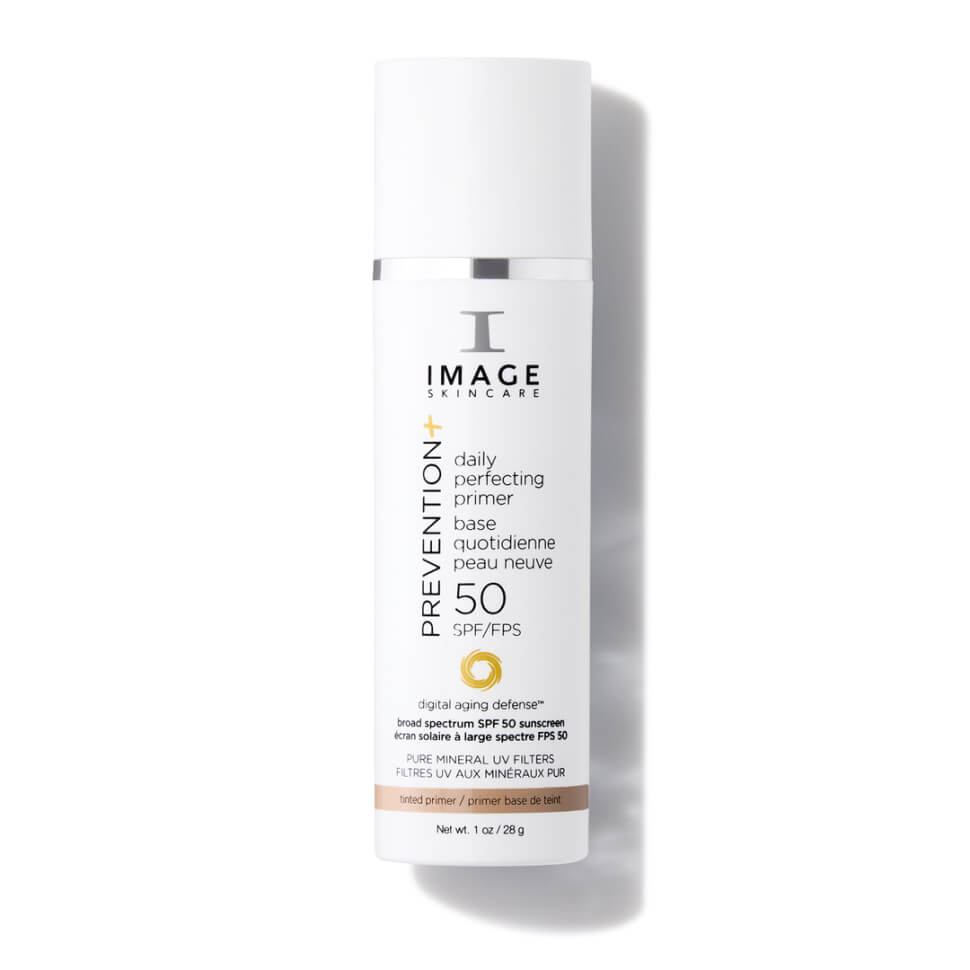 I
IMAGE
SKINCARE
PREVENTION+
daily
perfecting
primer
base
quotidienne
peau neuve
50
SPF/FPS
digital aging defense™
broad spectrum SPF 50 sunscreen
écran solaire à large spectre FPS 50
PURE MINERAL UV FILTERS
FILTRES UV AUX MINÉRAUX PUR
tinted primer / primer base de teint
Net wt. 1 oz / 28 g